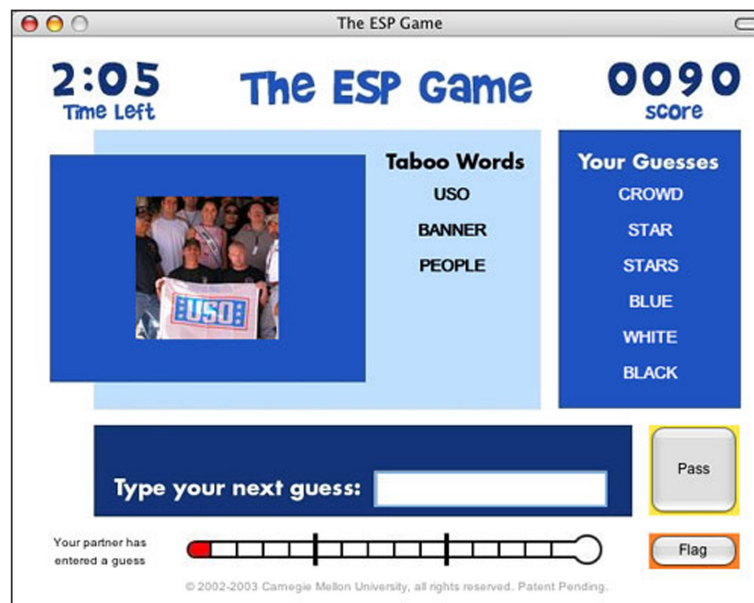 The ESP Game
2:05
Time Left
The ESP Game
0090
score
Taboo Words
USO
BANNER
PEOPLE
USO
Your Guesses
CROWD
STAR
STARS
BLUE
WHITE
BLACK
Type your next guess:
Pass
Your partner has
entered a guess
Flag
© 2002-2003 Carnegie Mellon University, all rights reserved. Patent Pending.